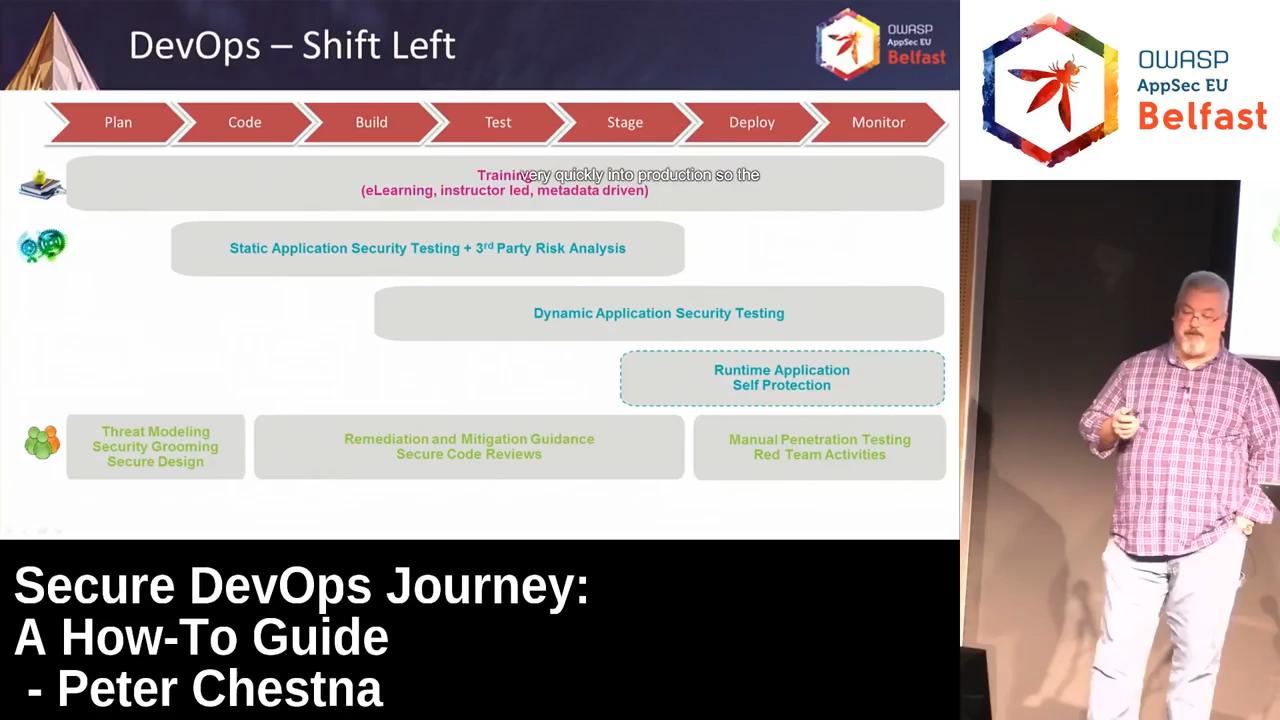 DevOps – Shift Left
OWASP
AppSec EU
Belfast
OWASP
AppSec EU
Belfast
Plan
Code
Build
Test
Stage
Deploy
Monitor
Training
very quickly into production so the
(eLearning, instructor led, metadata driven)
Static Application Security Testing + 3rd Party Risk Analysis
Dynamic Application Security Testing
Runtime Application
Self Protection
Threat Modeling
Security Grooming
Secure Design
Remediation and Mitigation Guidance
Secure Code Reviews
Manual Penetration Testing
Red Team Activities
Secure DevOps Journey:
A How-To Guide
- Peter Chestna